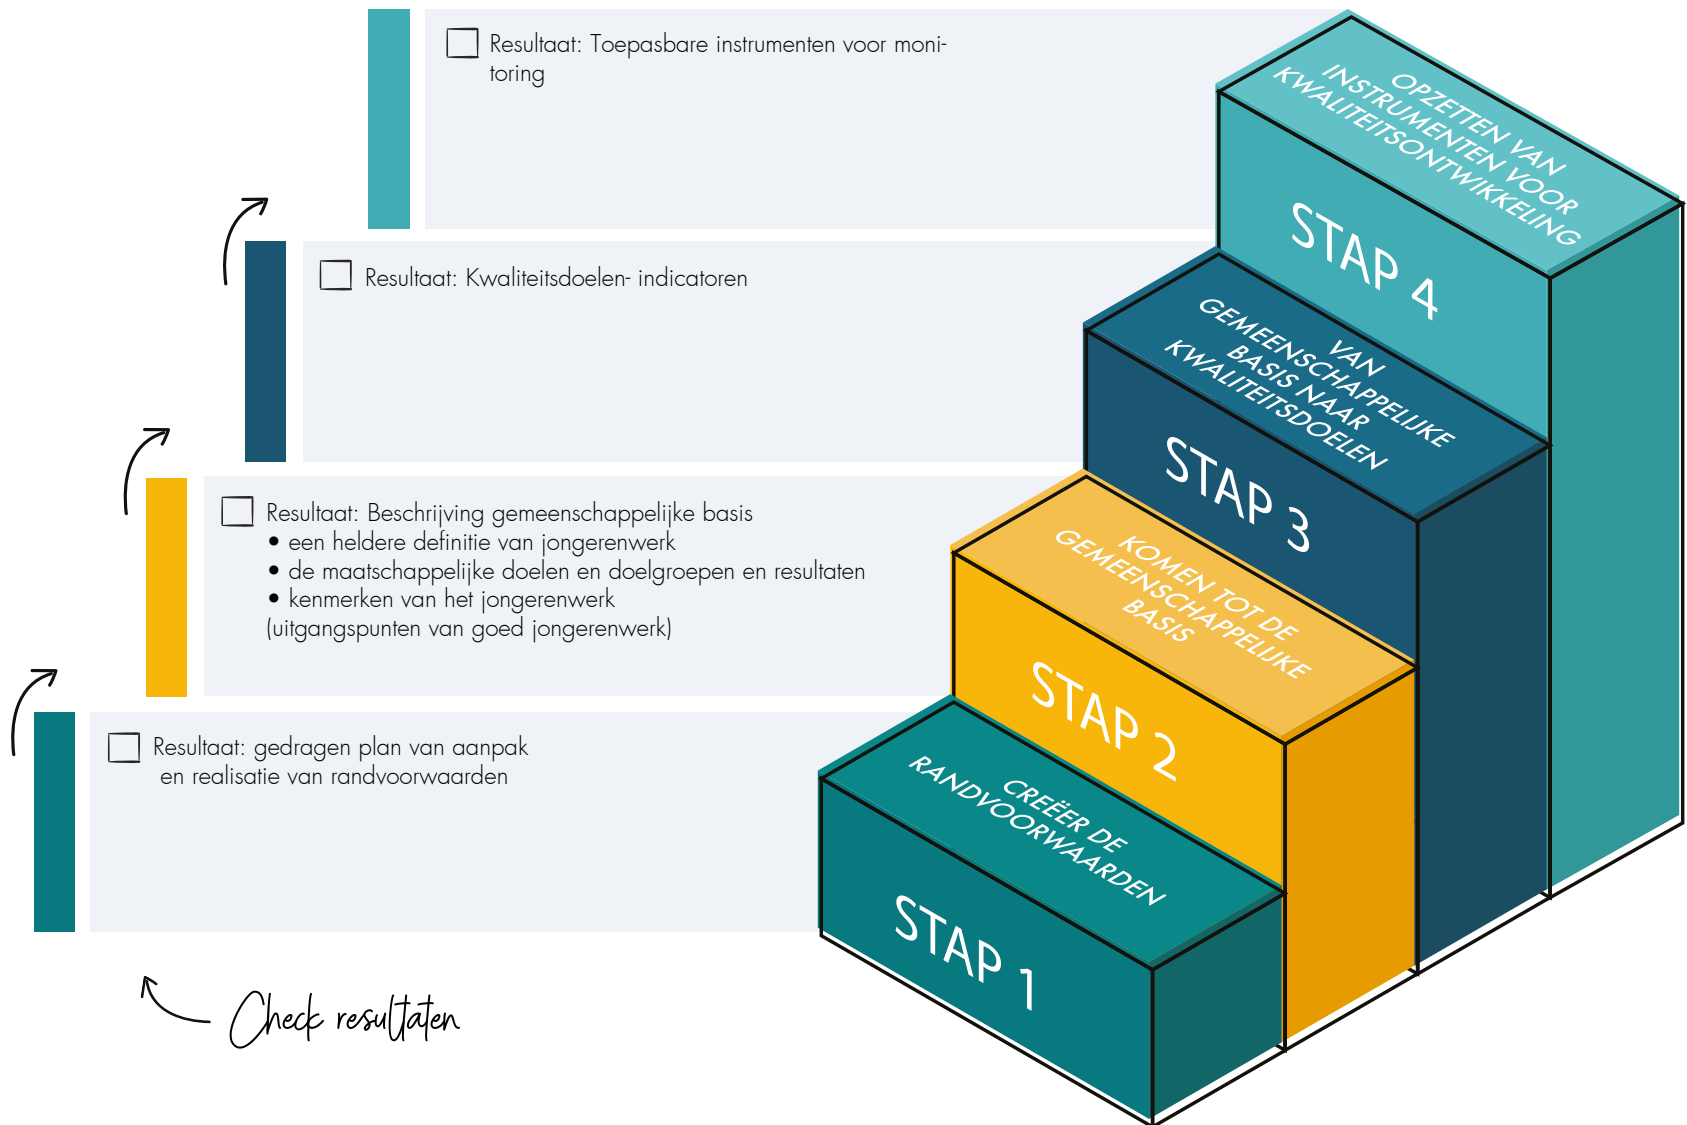 Resultaat: Toepasbare instrumenten voor moni-
toring
OPZETTEN VAN
INSTRUMENTEN VOOR
KWALITEITSONTWIKKELING
STAP 4
Resultaat: Kwaliteitsdoelen- indicatoren
VAN
GEMEENSCHAPPELIJKE
BASIS NAAR
KWALITEITSDOELEN
STAP 3
Resultaat: Beschrijving gemeenschappelijke basis
• een heldere definitie van jongerenwerk
• de maatschappelijke doelen en doelgroepen en resultaten
• kenmerken van het jongerenwerk
(uitgangspunten van goed jongerenwerk)
KOMEN TOT DE
GEMEENSCHAPPELIJKE
BASIS
STAP 2
Resultaat: gedragen plan van aanpak
en realisatie van randvoorwaarden
CREËER DE
RANDVOORWAARDEN
STAP 1
Check resultaten